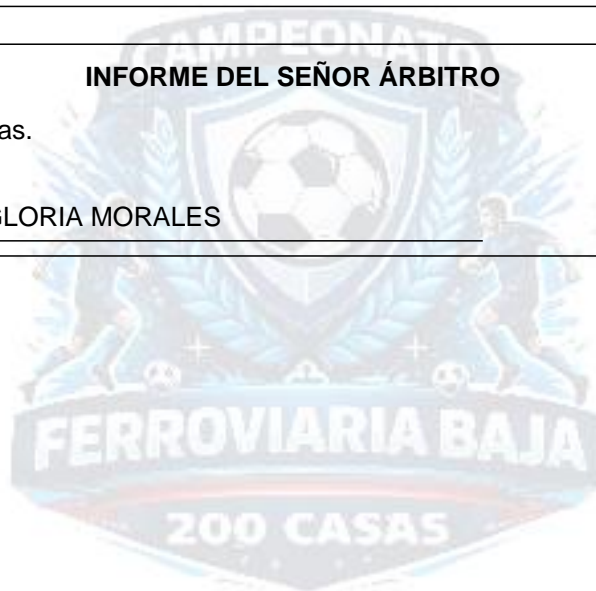 CAMPEONATO
INFORME DEL SEÑOR ÁRBITRO
as.
GLORIA MORALES
FERROVIARIA BAJA
200 CASAS